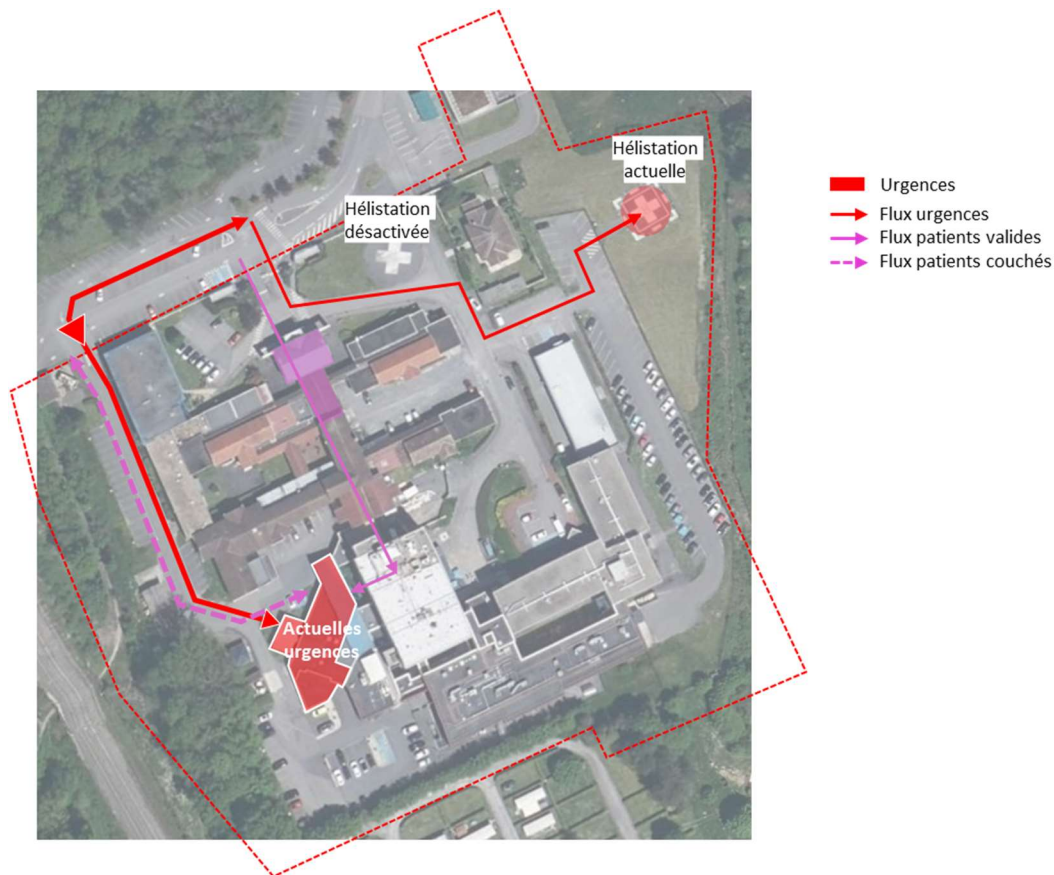 Hélistation
actuelle
Hélistation
désactivée
Actuelles
urgences
Urgences
Flux urgences
Flux patients valides
Flux patients couchés